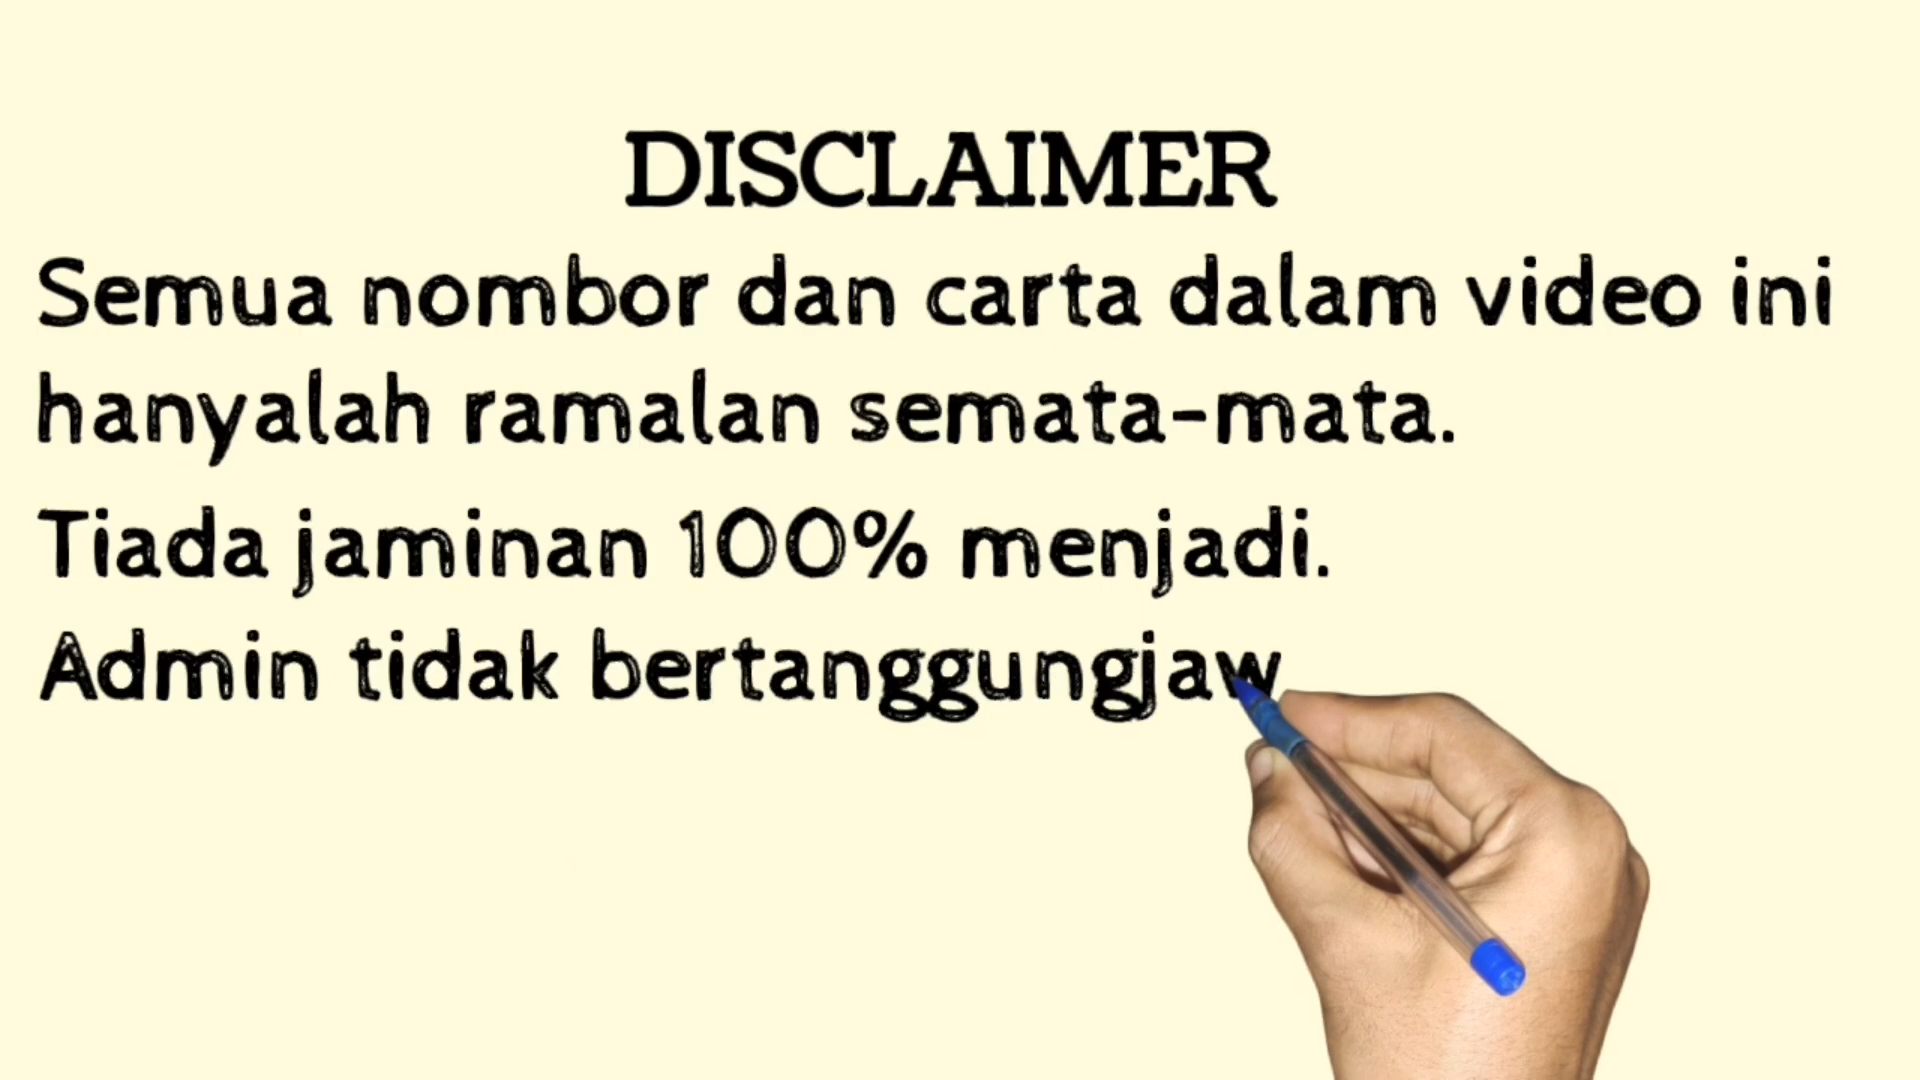 DISCLAIMER
Semua nombor dan carta dalam video ini
hanyalah ramalan semata-mata.
Tiada jaminan 100% menjadi.
Admin tidak bertanggungjaw